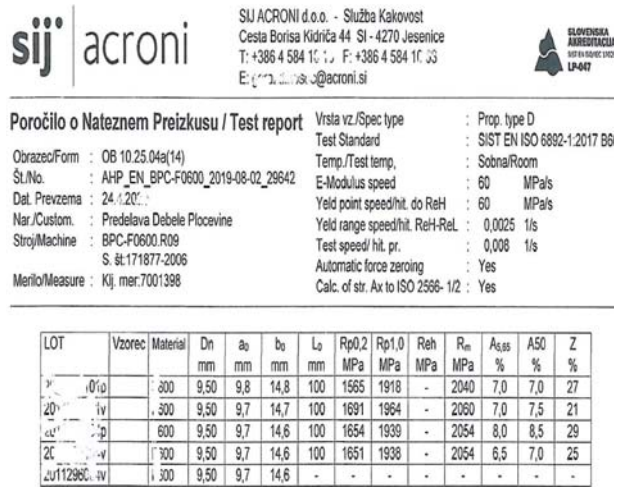 sij acroni
SIJ ACRONI d.o.o. - Služba Kakovost
Cesta Borisa Kidriča 44 SI - 4270 Jesenice
T: +386 4 584 F: +386 4 584
@acroni.si
SLOVENSKA
AKREDITACIJA
LP-047
Poročilo o Nateznem Preizkusu / Test report
Obrazec/Form : OB 10.25.04a(14)
Št./No. : AHP_EN_BPC-F0600_2019-08-02_29642
Dat. Prevzema :
Nar./Custom. : Predelava Debele Plocevine
Stroj/Machine : BPC-F0600.R09
S. št:171877-2006
Merilo/Measure : Klj. mer:7001398
Vrsta vz./Spec type : Prop. type D
Test Standard : SIST EN ISO 6892-1:2017
Temp./Test temp, : Sobna/Room
E-Modulus speed : 60 MPa/s
Yeld point speed/hit. do ReH : 60 MPa/s
Yeld range speed/hit. ReH-ReL : 0,0025 1/s
Test speed/ hit. pr. : 0,008 1/s
Automatic force zeroing : Yes
Calc. of str. Ax to ISO 2566- 1/2 : Yes
LOT Vzorec Material Dn a₀ b₀ L₀ Rp0,2 Rp1,0 Reh Rₘ A₅,₆₅ A50 Z
mm mm mm mm MPa MPa MPa MPa % % %
9,50 9,8 14,8 100 1565 1918 - 2040 7,0 7,0 27
9,50 9,7 14,7 100 1691 1964 - 2060 7,0 7,5 21
600 9,50 9,7 14,6 100 1654 1939 - 2054 8,0 8,5 29
9,50 9,7 14,6 100 1651 1938 - 2054 6,5 7,0 25
9,50 9,7 14,6 - - - - - - - -